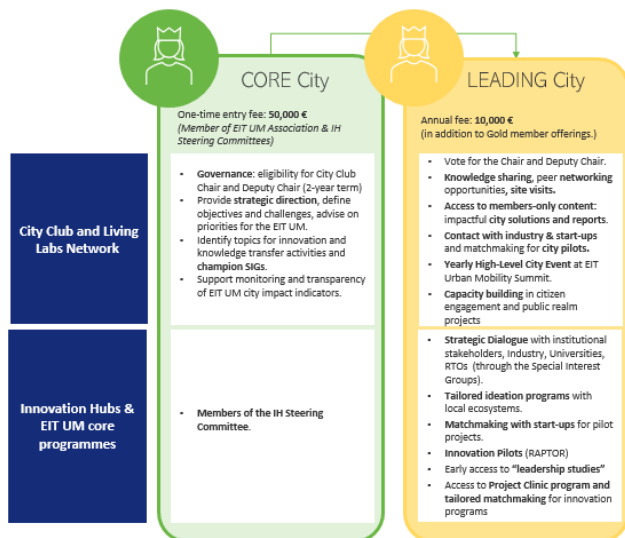 CORE City
One-time entry fee: 50,000 €
(Member of EIT UM Association & IH
Steering Committees)
LEADING City
Annual fee: 10,000 €
(in addition to Gold member offerings.)
City Club and Living
Labs Network
• Governance: eligibility for City Club
Chair and Deputy Chair (2-year term)
• Provide strategic direction, define
objectives and challenges, advise on
priorities for the EIT UM.
• Identify topics for innovation and
knowledge transfer activities and
champion SIGs.
• Support monitoring and transparency
of EIT UM city impact indicators.
• Vote for the Chair and Deputy Chair.
• Knowledge sharing, peer networking
opportunities, site visits.
• Access to members-only content:
impactful city solutions and reports.
• Contact with industry & start-ups
and matchmaking for city pilots.
• Yearly High-Level City Event at EIT
Urban Mobility Summit.
• Capacity building in citizen
engagement and public realm
projects
Innovation Hubs &
EIT UM core
programmes
• Members of the IH Steering
Committee.
• Strategic Dialogue with institutional
stakeholders, Industry, Universities,
RTOs (through the Special Interest
Groups).
• Tailored ideation programs with
local ecosystems.
• Matchmaking with start-ups for pilot
projects.
• Innovation Pilots (RAPTOR)
• Early access to “leadership studies”
• Access to Project Clinic program and
tailored matchmaking for innovation
programs